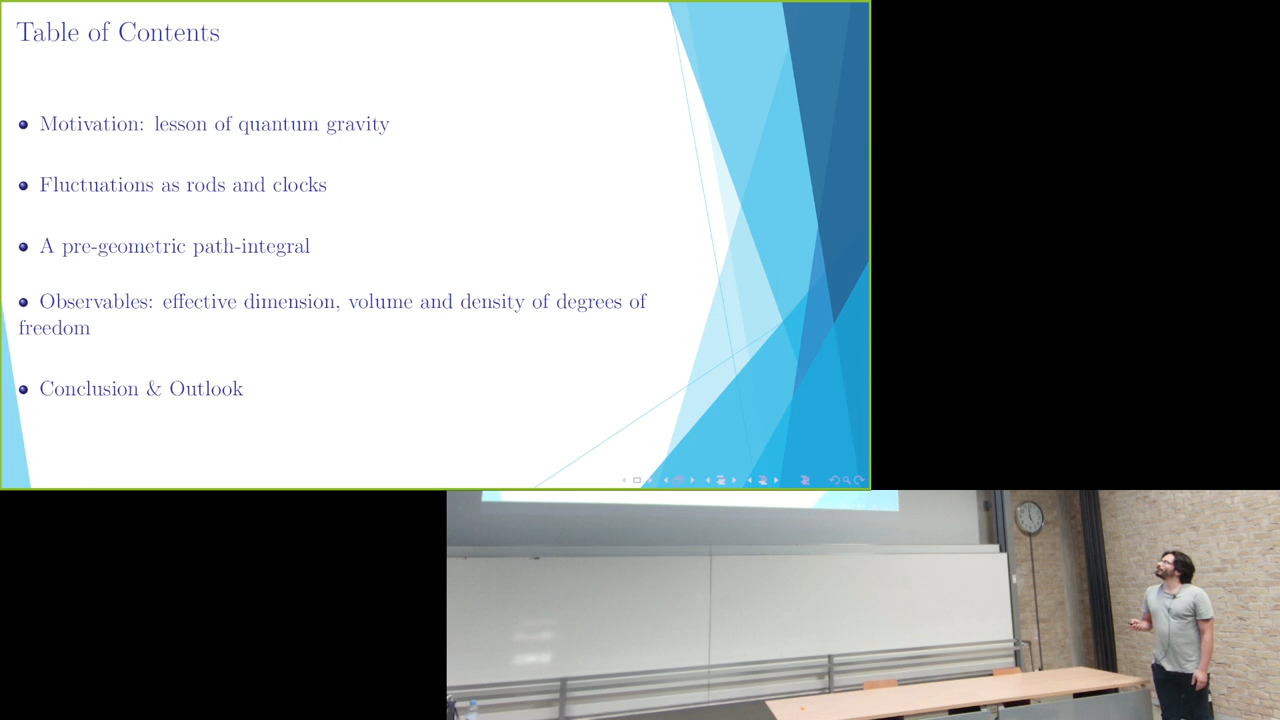 Table of Contents
Motivation: lesson of quantum gravity
Fluctuations as rods and clocks
A pre-geometric path-integral
Observables: effective dimension, volume and density of degrees of
freedom
Conclusion & Outlook